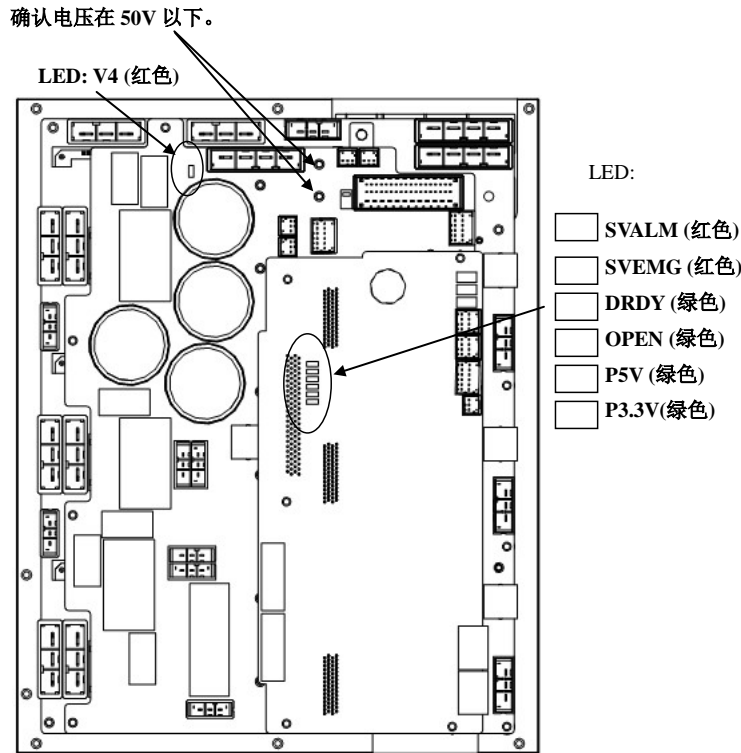 确认电压在 50V 以下。
LED: V4 (红色)
LED:
SVALM (红色)
SVEMG (红色)
DRDY (绿色)
OPEN (绿色)
P5V (绿色)
P3.3V(绿色)